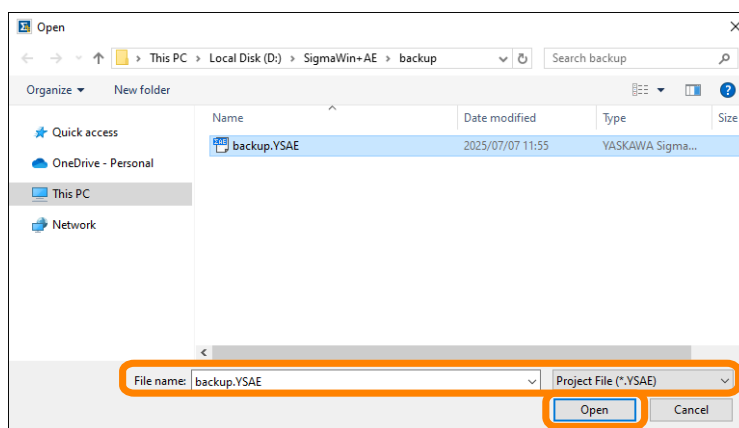 Open
This PC > Local Disk (D:) > SigmaWin+AE > backup
Search backup
Organize
New folder
Name
Date modified
Type
Size
Quick access
OneDrive - Personal
This PC
Network
backup.YSAE
2025/07/07 11:55
YASKAWA Sigma...
File name:
backup.YSAE
Project File (*.YSAE)
Open
Cancel